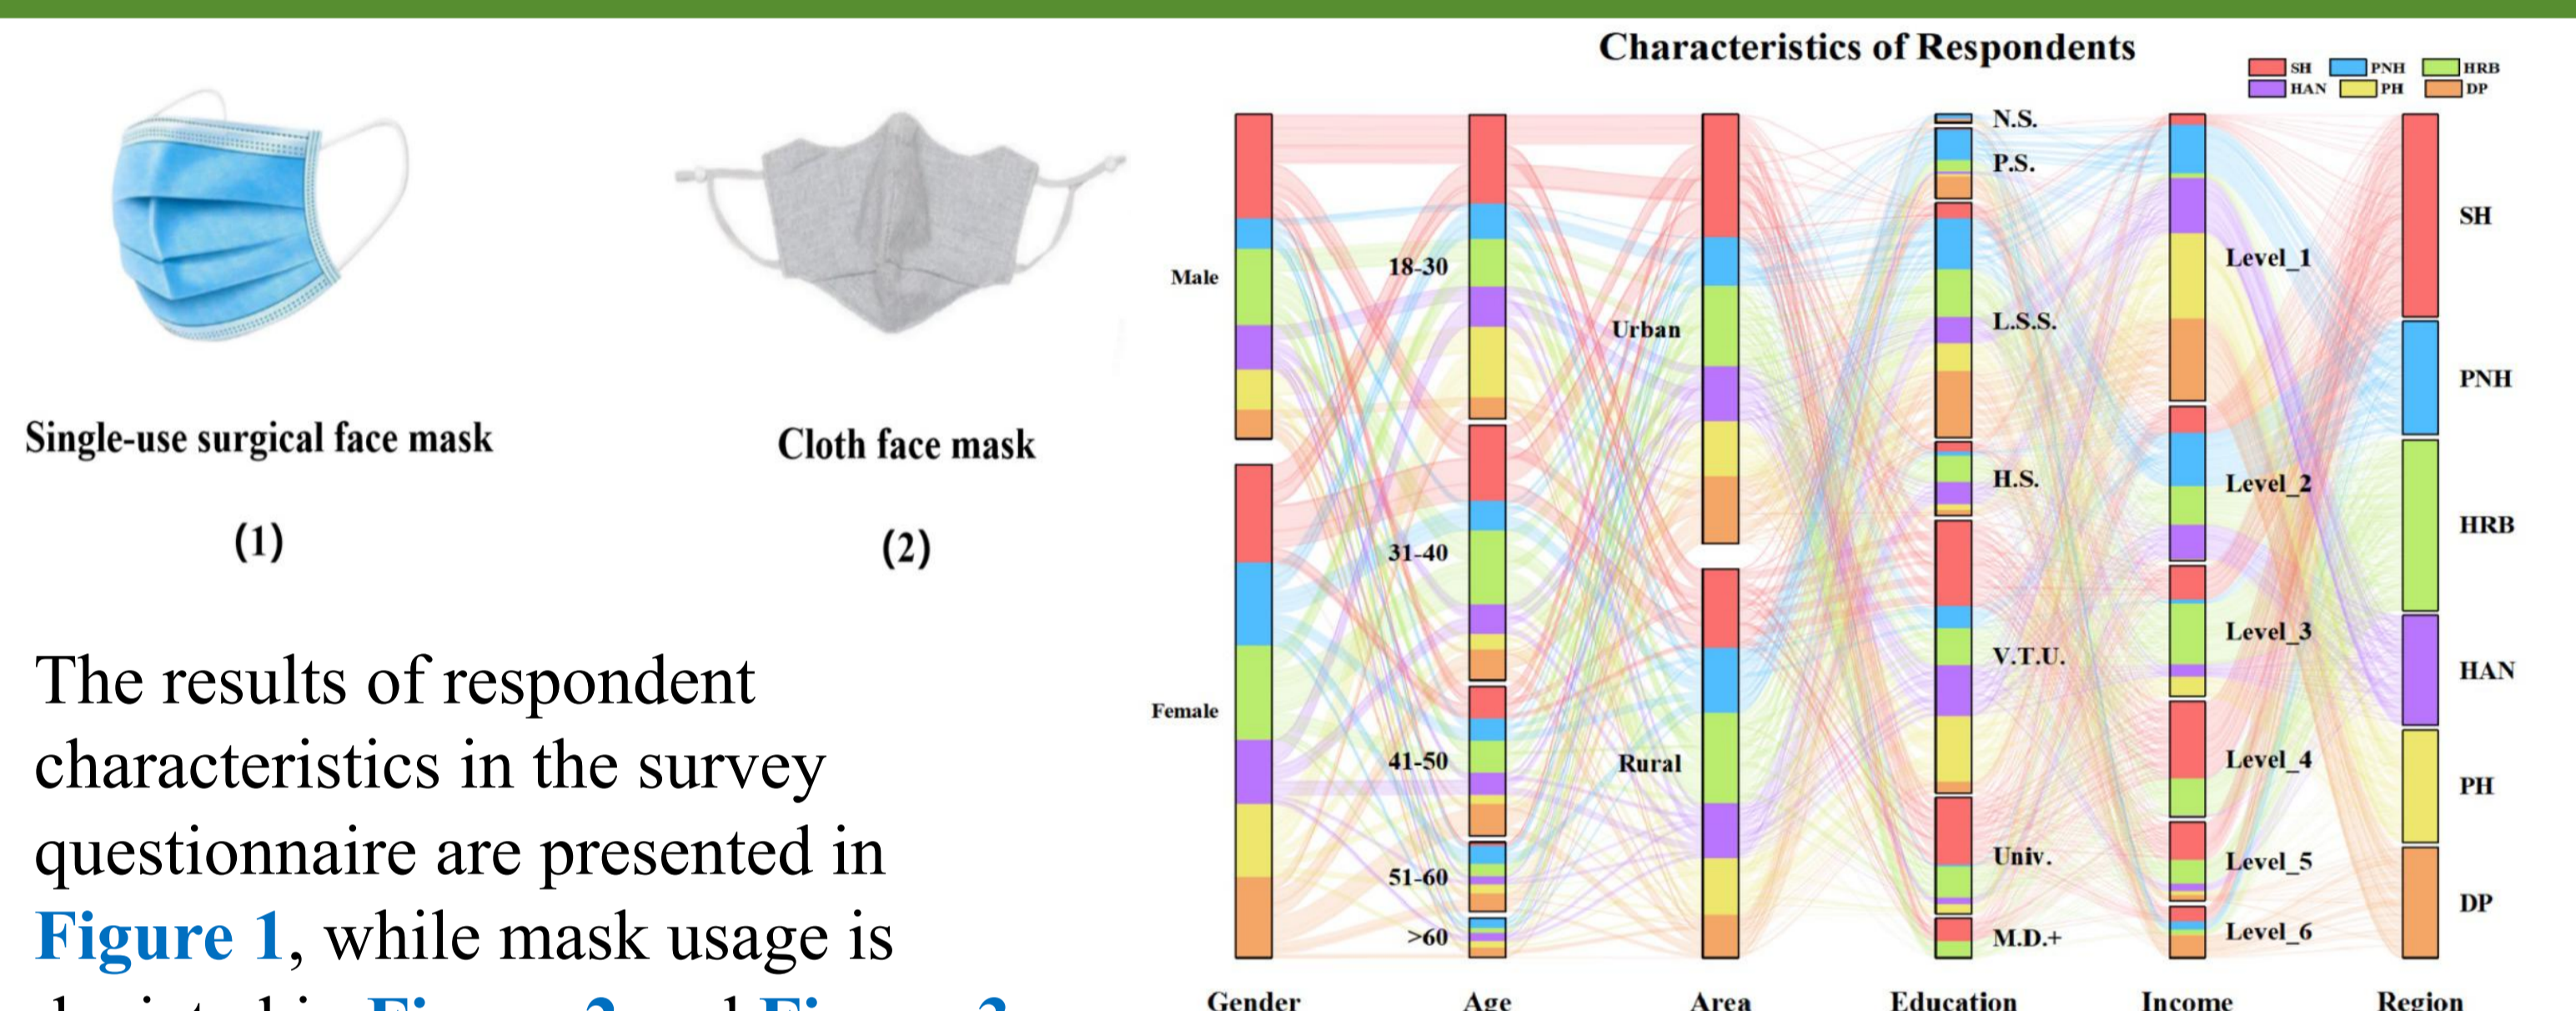 Single-use surgical face mask
(1)
Cloth face mask
(2)
The results of respondent
characteristics in the survey
questionnaire are presented in
Figure 1, while mask usage is
Characteristics of Respondents
SH PNH HRB
HAN PH DP
Male
Female
18-30
31-40
41-50
51-60
>60
Urban
Rural
N.S.
P.S.
L.S.S.
H.S.
V.T.U.
Univ.
M.D.+
Level_1
Level_2
Level_3
Level_4
Level_5
Level_6
SH
PNH
HRB
HAN
PH
DP
Gender Age Area Education Income Region